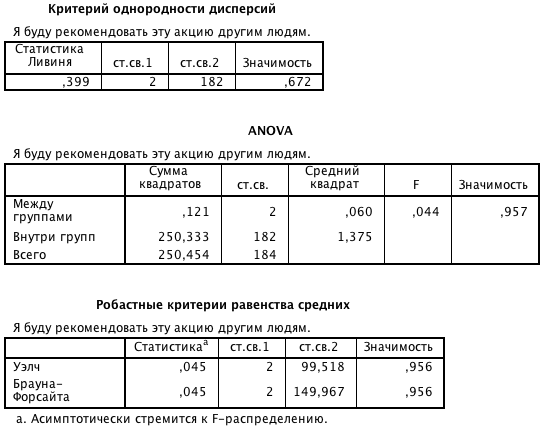 Критерий однородности дисперсий
Я буду рекомендовать эту акцию другим людям.
Статистика
Ливиня ст.св.1 ст.св.2 Значимость
,399 2 182 ,672
ANOVA
Я буду рекомендовать эту акцию другим людям.
Сумма
квадратов ст.св. Средний
квадрат F Значимость
Между
группами ,121 2 ,060 ,044 ,957
Внутри групп 250,333 182 1,375
Всего 250,454 184
Робастные критерии равенства средних
Я буду рекомендовать эту акцию другим людям.
Статистикаª ст.св.1 ст.св.2 Значимость
Уэлч ,045 2 99,518 ,956
Брауна-
Форсайта ,045 2 149,967 ,956
a. Асимптотически стремится к F-распределению.